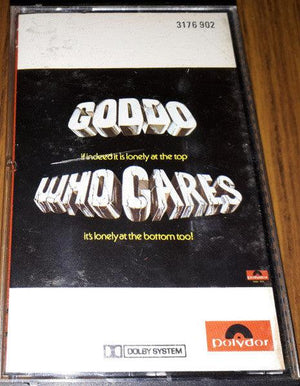 3176 902
GODDO
if indeed it is lonely at the top
WHO CARES
it's lonely at the bottom too!
DOLBY SYSTEM
polydor